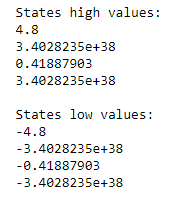 States high values:
4.8
3.4028235e+38
0.41887903
3.4028235e+38

States low values:
-4.8
-3.4028235e+38
-0.41887903
-3.4028235e+38